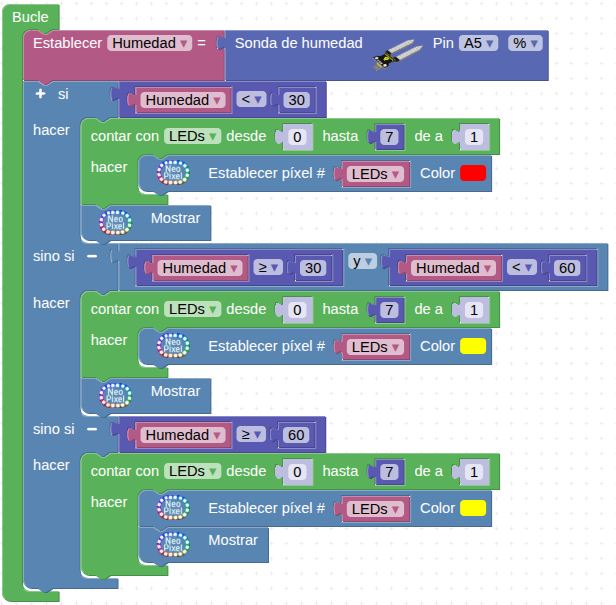 Bucle
Establecer Humedad ▾ = Sonda de humedad Pin A5 ▾ % ▾
+ si Humedad ▾ < ▾ 30
hacer contar con LEDs ▾ desde 0 hasta 7 de a 1
hacer Neo Pixel Establecer píxel # LEDs ▾ Color
Neo Pixel Mostrar
sino si - Humedad ▾ ≥ ▾ 30 y ▾ Humedad ▾ < ▾ 60
hacer contar con LEDs ▾ desde 0 hasta 7 de a 1
hacer Neo Pixel Establecer píxel # LEDs ▾ Color
Neo Pixel Mostrar
sino si - Humedad ▾ ≥ ▾ 60
hacer contar con LEDs ▾ desde 0 hasta 7 de a 1
hacer Neo Pixel Establecer píxel # LEDs ▾ Color
Neo Pixel Mostrar